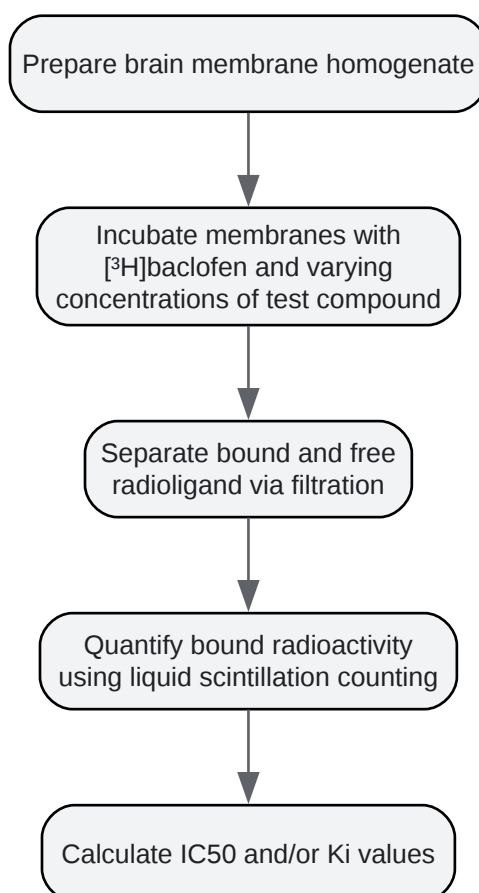 Prepare brain membrane homogenate
Incubate membranes with
[³H]baclofen and varying
concentrations of test compound
Separate bound and free
radioligand via filtration
Quantify bound radioactivity
using liquid scintillation counting
Calculate IC50 and/or Ki values